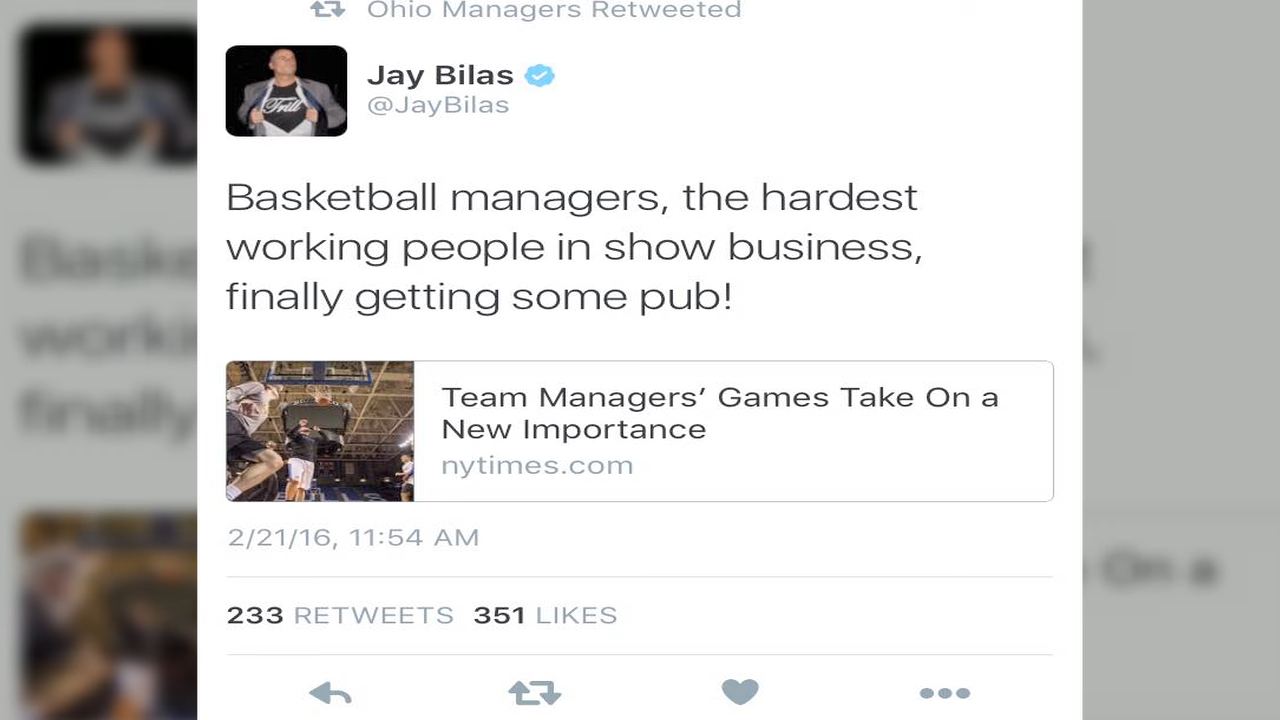 Ohio Managers Retweeted
Jay Bilas
@JayBilas
Trill
Basketball managers, the hardest
working people in show business,
finally getting some pub!
Team Managers’ Games Take On a
New Importance
nytimes.com
2/21/16, 11:54 AM
233 RETWEETS 351 LIKES